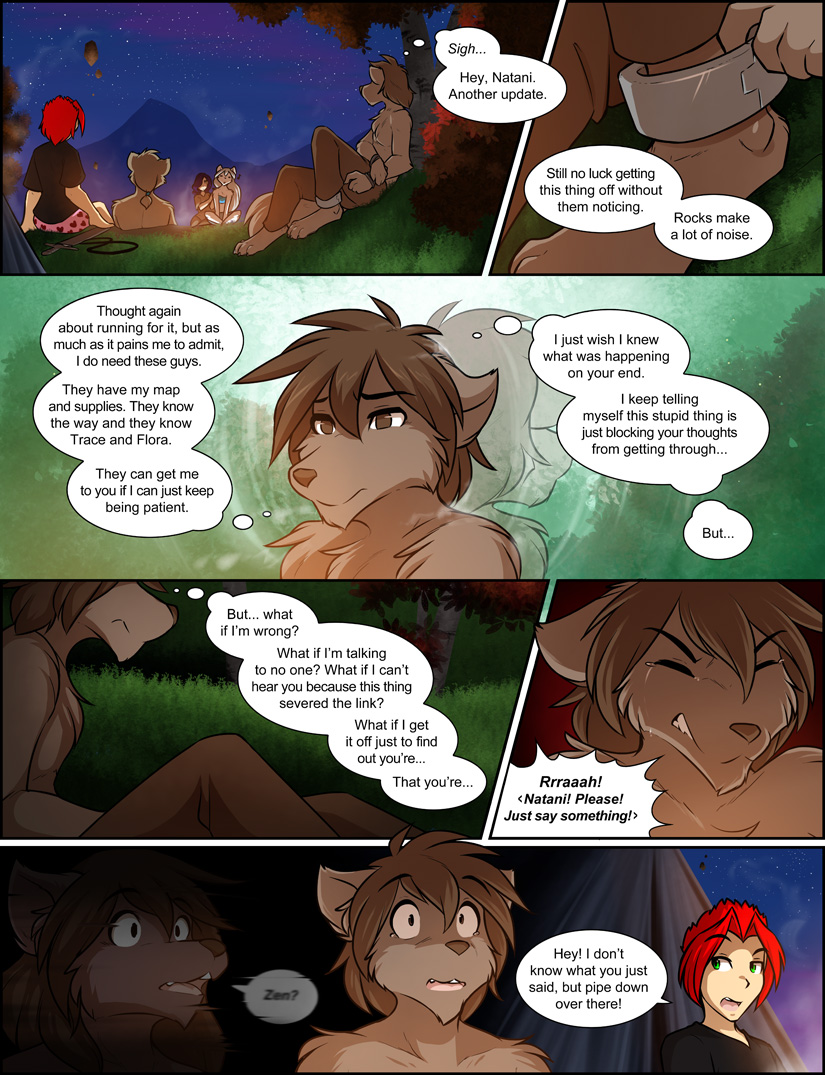 Sigh...
Hey, Natani.
Another update.
Still no luck getting
this thing off without
them noticing.
Rocks make
a lot of noise.
Thought again
about running for it, but as
much as it pains me to admit,
I do need these guys.
They have my map
and supplies. They know
the way and they know
Trace and Flora.
They can get me
to you if I can just keep
being patient.
I just wish I knew
what was happening
on your end.
I keep telling
myself this stupid thing is
just blocking your thoughts
from getting through...
But...
But... what
if I'm wrong?
What if I'm talking
to no one? What if I can't
hear you because this thing
severed the link?
What if I get
it off just to find
out you're...
That you're...
Rrraaah!
‹Natani! Please!
Just say something!›
Zen?
Hey! I don't
know what you just
said, but pipe down
over there!